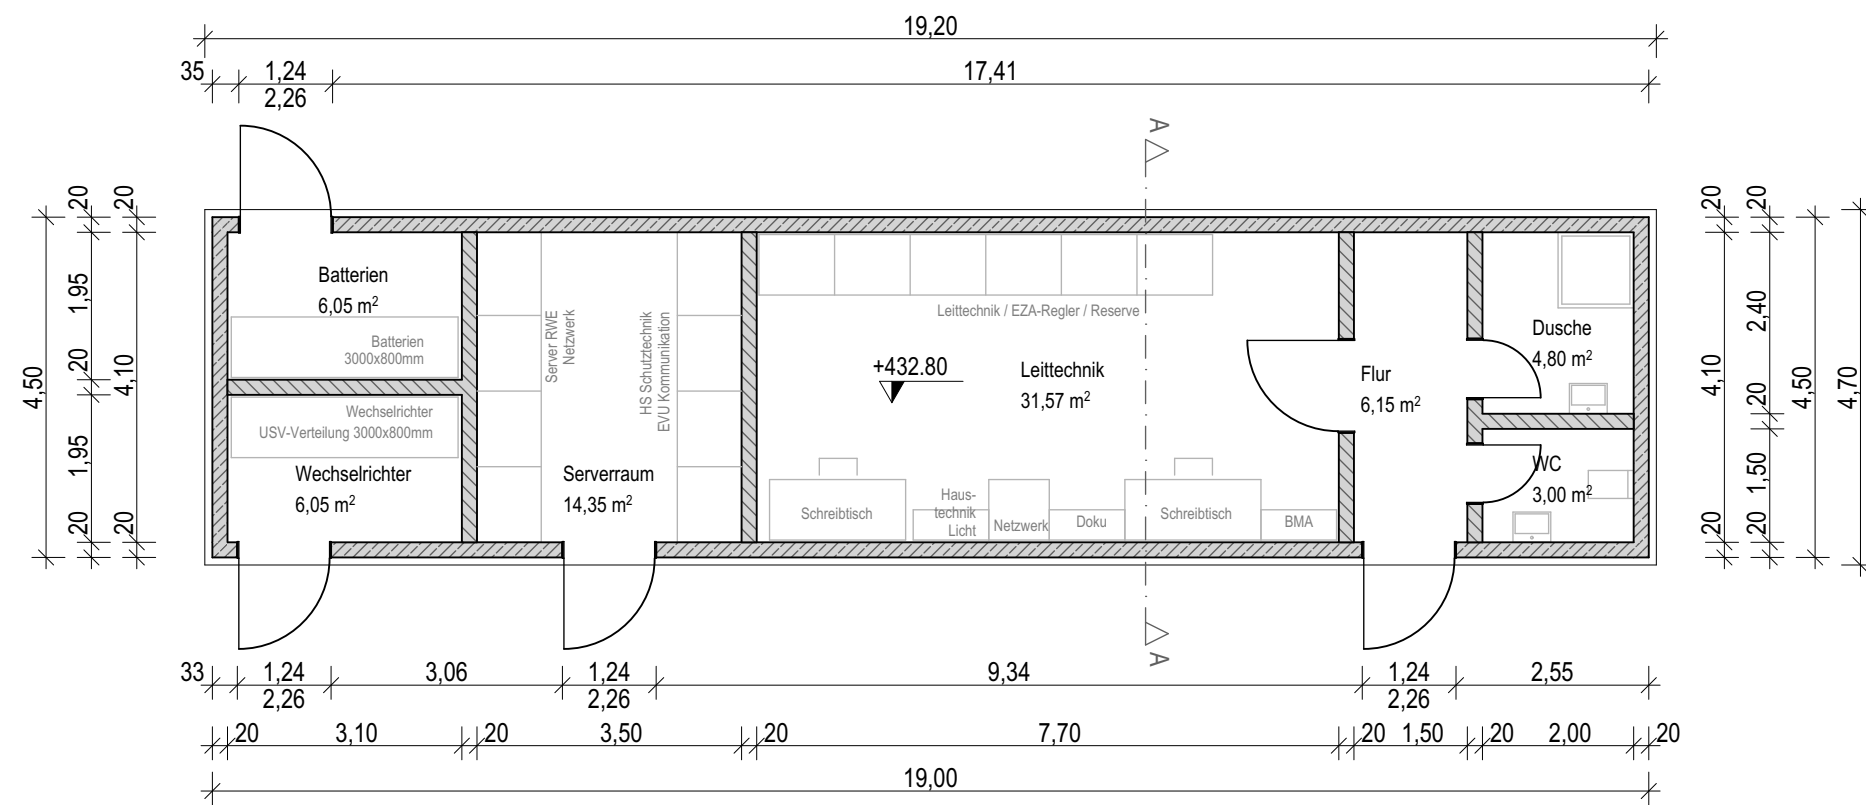 19,20
35 1,24 17,41
2,26
A
20 20 20 20
Batterien
6,05 m²
Batterien
3000x800mm
Wechselrichter
USV-Verteilung 3000x800mm
Wechselrichter
6,05 m²
Server RWE
Netzwerk
HS Schutztechnik
EVU Kommunikation
Serverraum
14,35 m²
Leittechnik / EZA-Regler / Reserve
+432.80
Leittechnik
31,57 m²
Schreibtisch
Haus-
technik
Licht
Netzwerk
Doku
Schreibtisch
BMA
Flur
6,15 m²
Dusche
4,80 m²
WC
3,00 m²
4,50
1,95
20
1,95
20
4,10
20
4,10
20
2,40
20
1,50
20
4,50
4,70
A
33 1,24 3,06 1,24 9,34 1,24 2,55
2,26 2,26 2,26
20 3,10 20 3,50 20 7,70 20 1,50 20 2,00 20
19,00